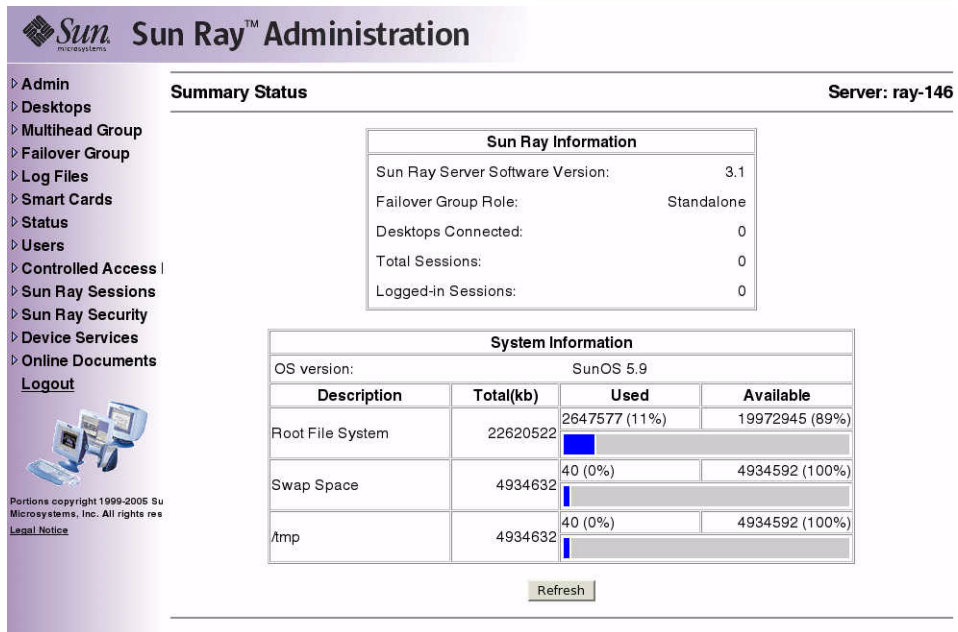 Sun microsystems Sun Ray™ Administration
Admin
Desktops
Multihead Group
Failover Group
Log Files
Smart Cards
Status
Users
Controlled Access
Sun Ray Sessions
Sun Ray Security
Device Services
Online Documents
Logout
Portions copyright 1999-2005 Su
Microsystems, Inc. All rights res
Legal Notice
Summary Status Server: ray-146
Sun Ray Information
Sun Ray Server Software Version: 3.1
Failover Group Role: Standalone
Desktops Connected: 0
Total Sessions: 0
Logged-in Sessions: 0
System Information
OS version: SunOS 5.9
Description Total(kb) Used Available
Root File System 22620522 2647577 (11%) 19972945 (89%)
Swap Space 4934632 40 (0%) 4934592 (100%)
/tmp 4934632 40 (0%) 4934592 (100%)
Refresh